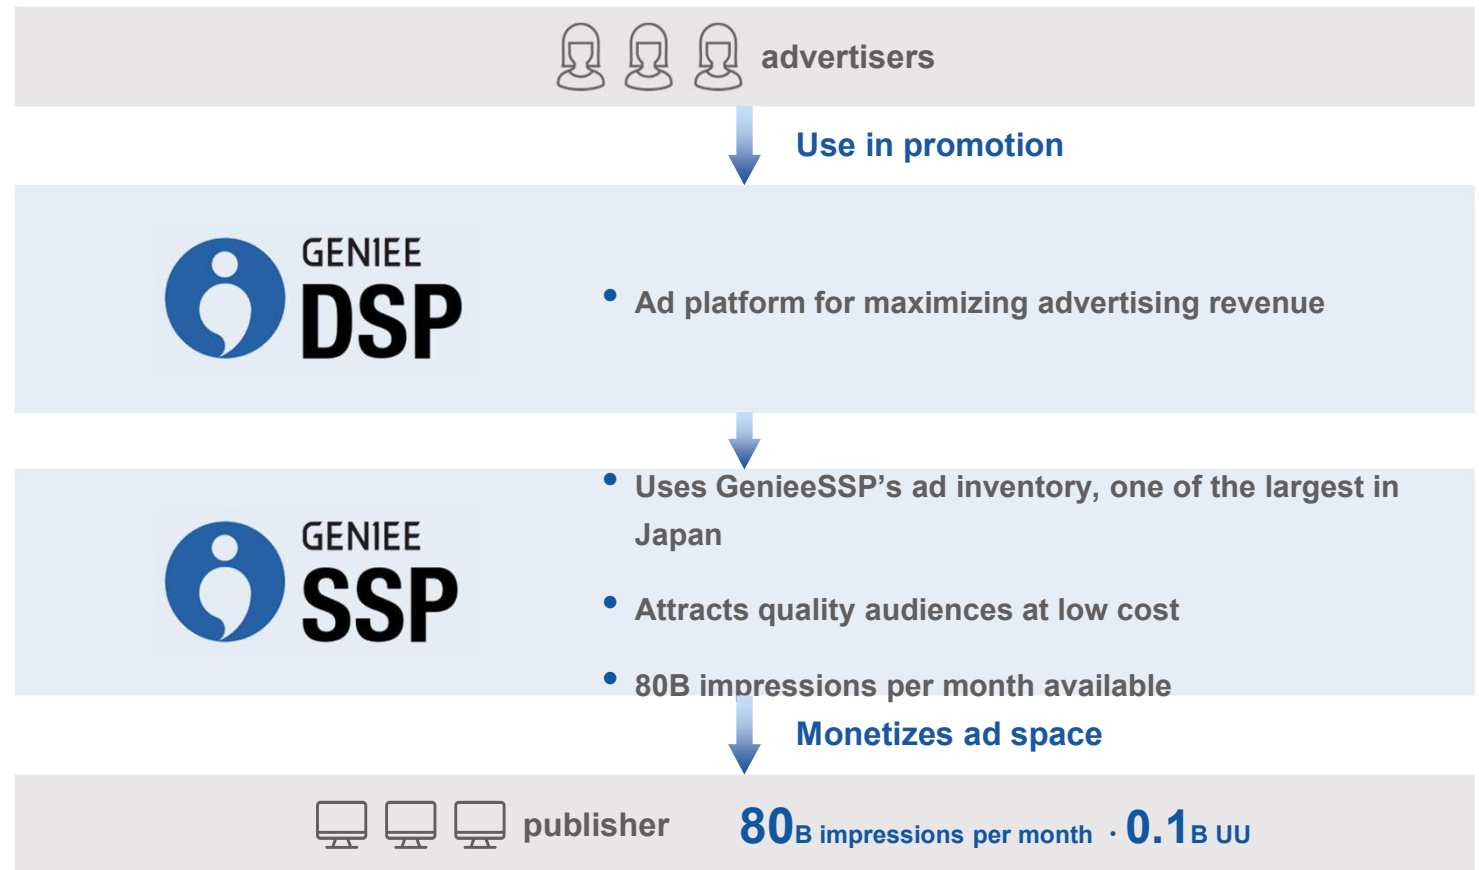 advertisers
Use in promotion
GENIEE
DSP
• Ad platform for maximizing advertising revenue
• Uses GenieeSSP's ad inventory, one of the largest in
Japan
GENIEE
SSP
• Attracts quality audiences at low cost
• 80B impressions per month available
Monetizes ad space
publisher 80B impressions per month · 0.1B UU